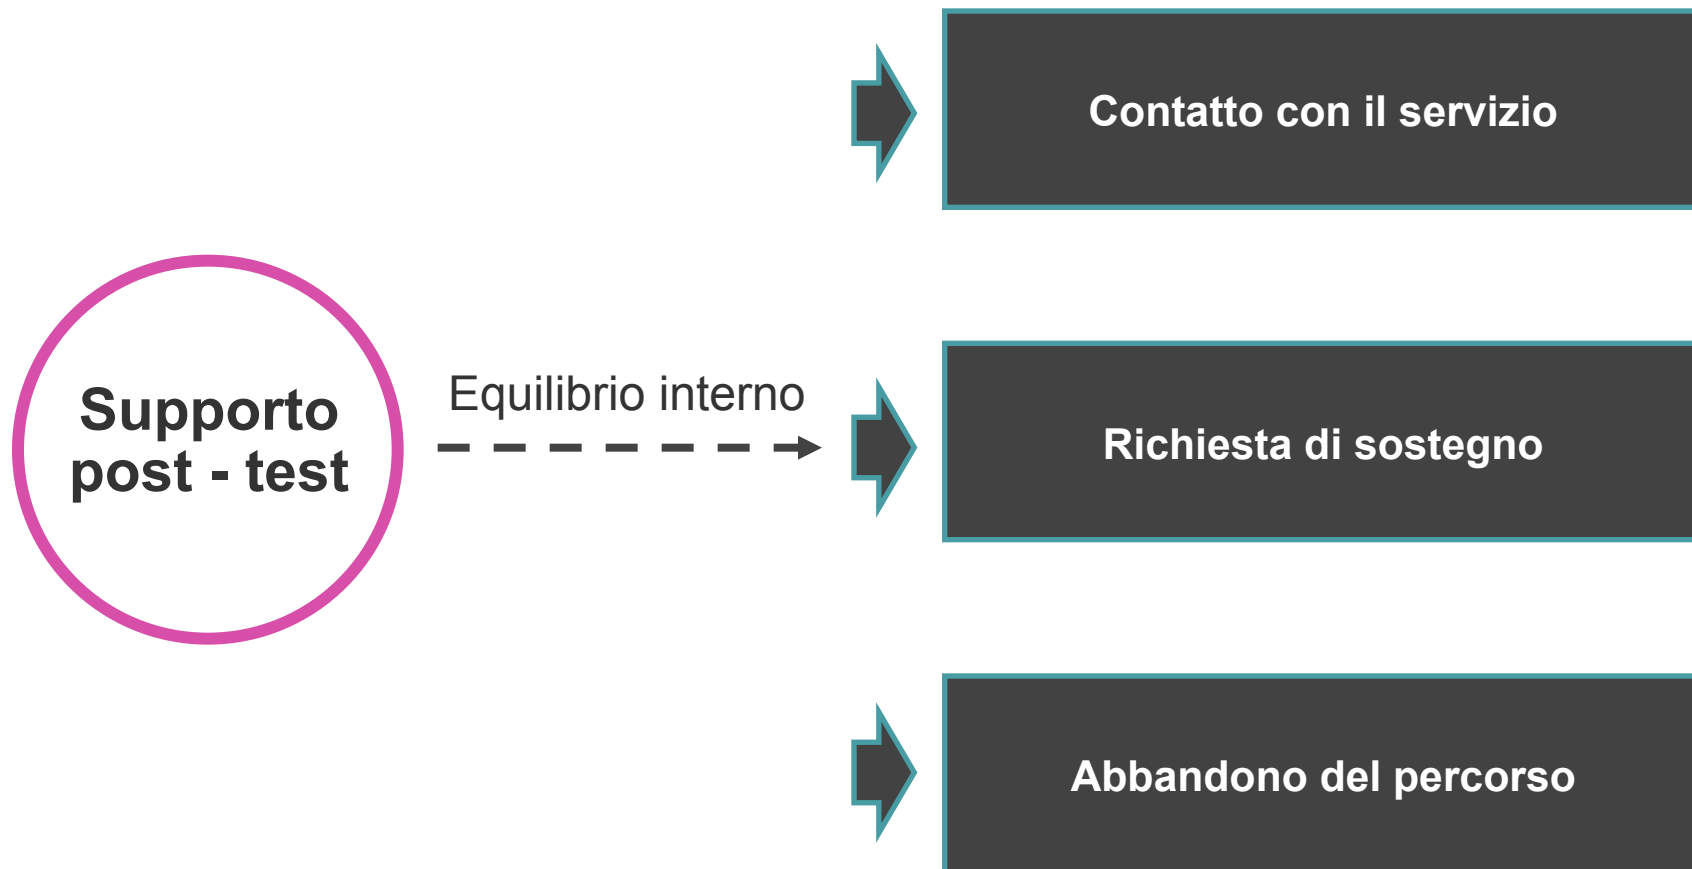 Contatto con il servizio
Supporto
post - test
Equilibrio interno
Richiesta di sostegno
Abbandono del percorso